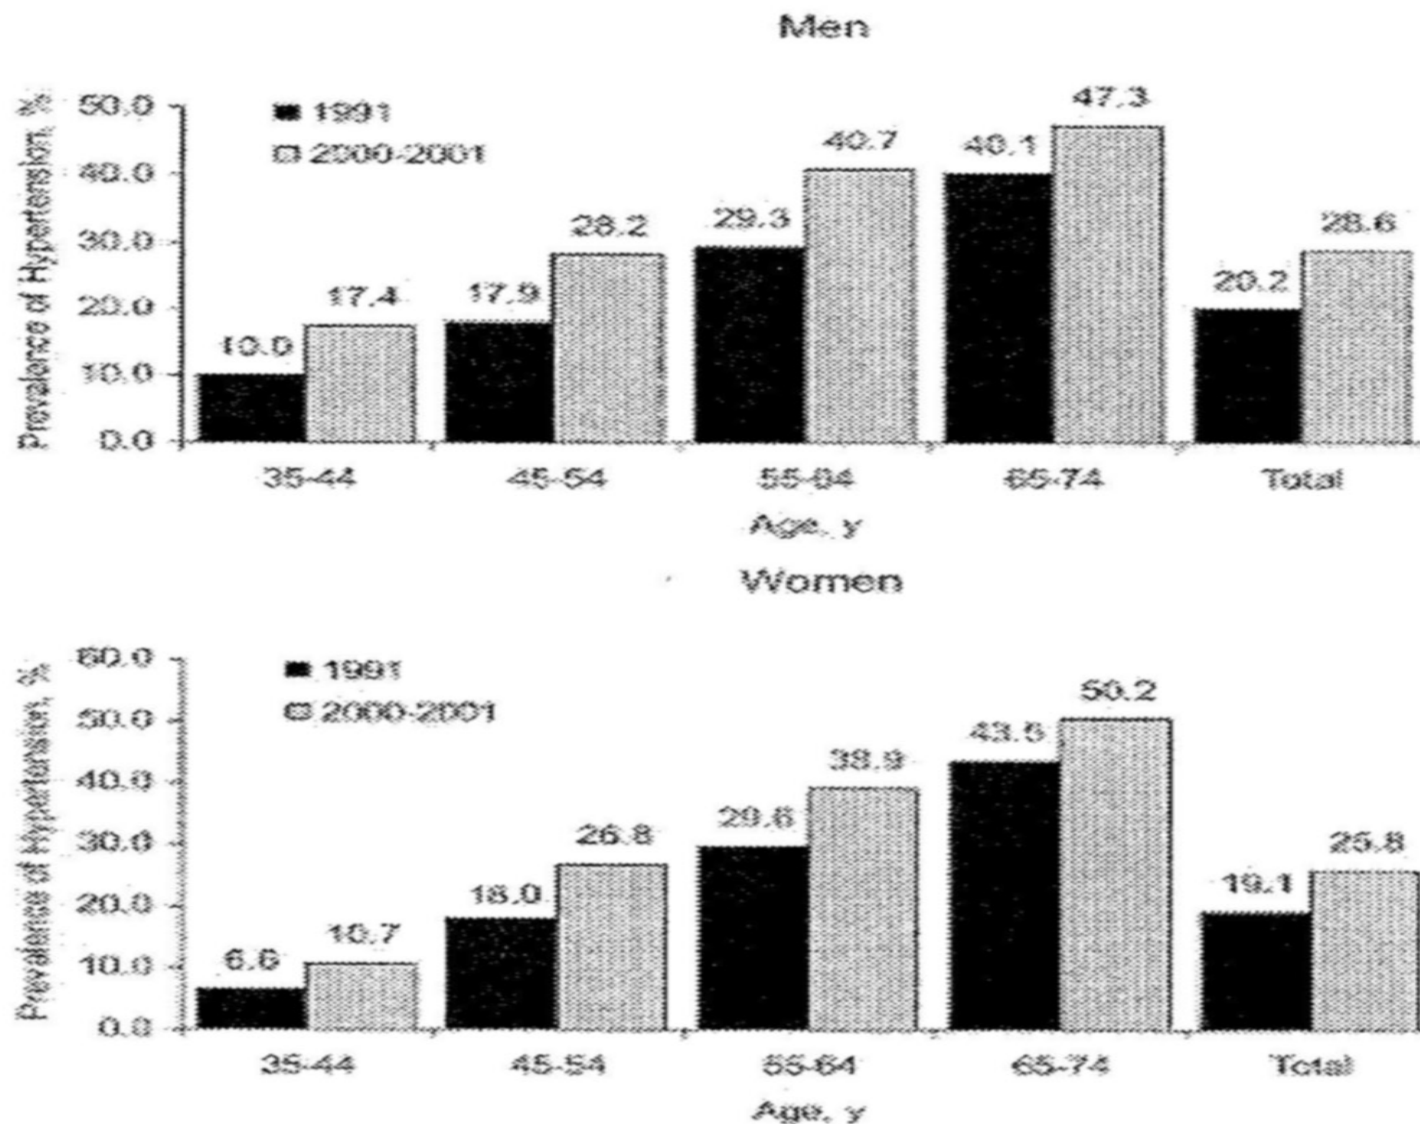 Men
Prevalence of Hypertension, %
50.0
40.0
30.0
20.0
10.0
0.0
1991
2000-2001
10.0 17.4 17.9 28.2 29.3 40.7 40.1 47.3 20.2 28.6
35-44 45-54 55-64 65-74 Total
Age, y
Women
Prevalence of Hypertension, %
60.0
50.0
40.0
30.0
20.0
10.0
0.0
1991
2000-2001
6.6 10.7 18.0 26.8 29.6 38.9 43.5 50.2 19.1 25.8
35-44 45-54 55-64 65-74 Total
Age, y